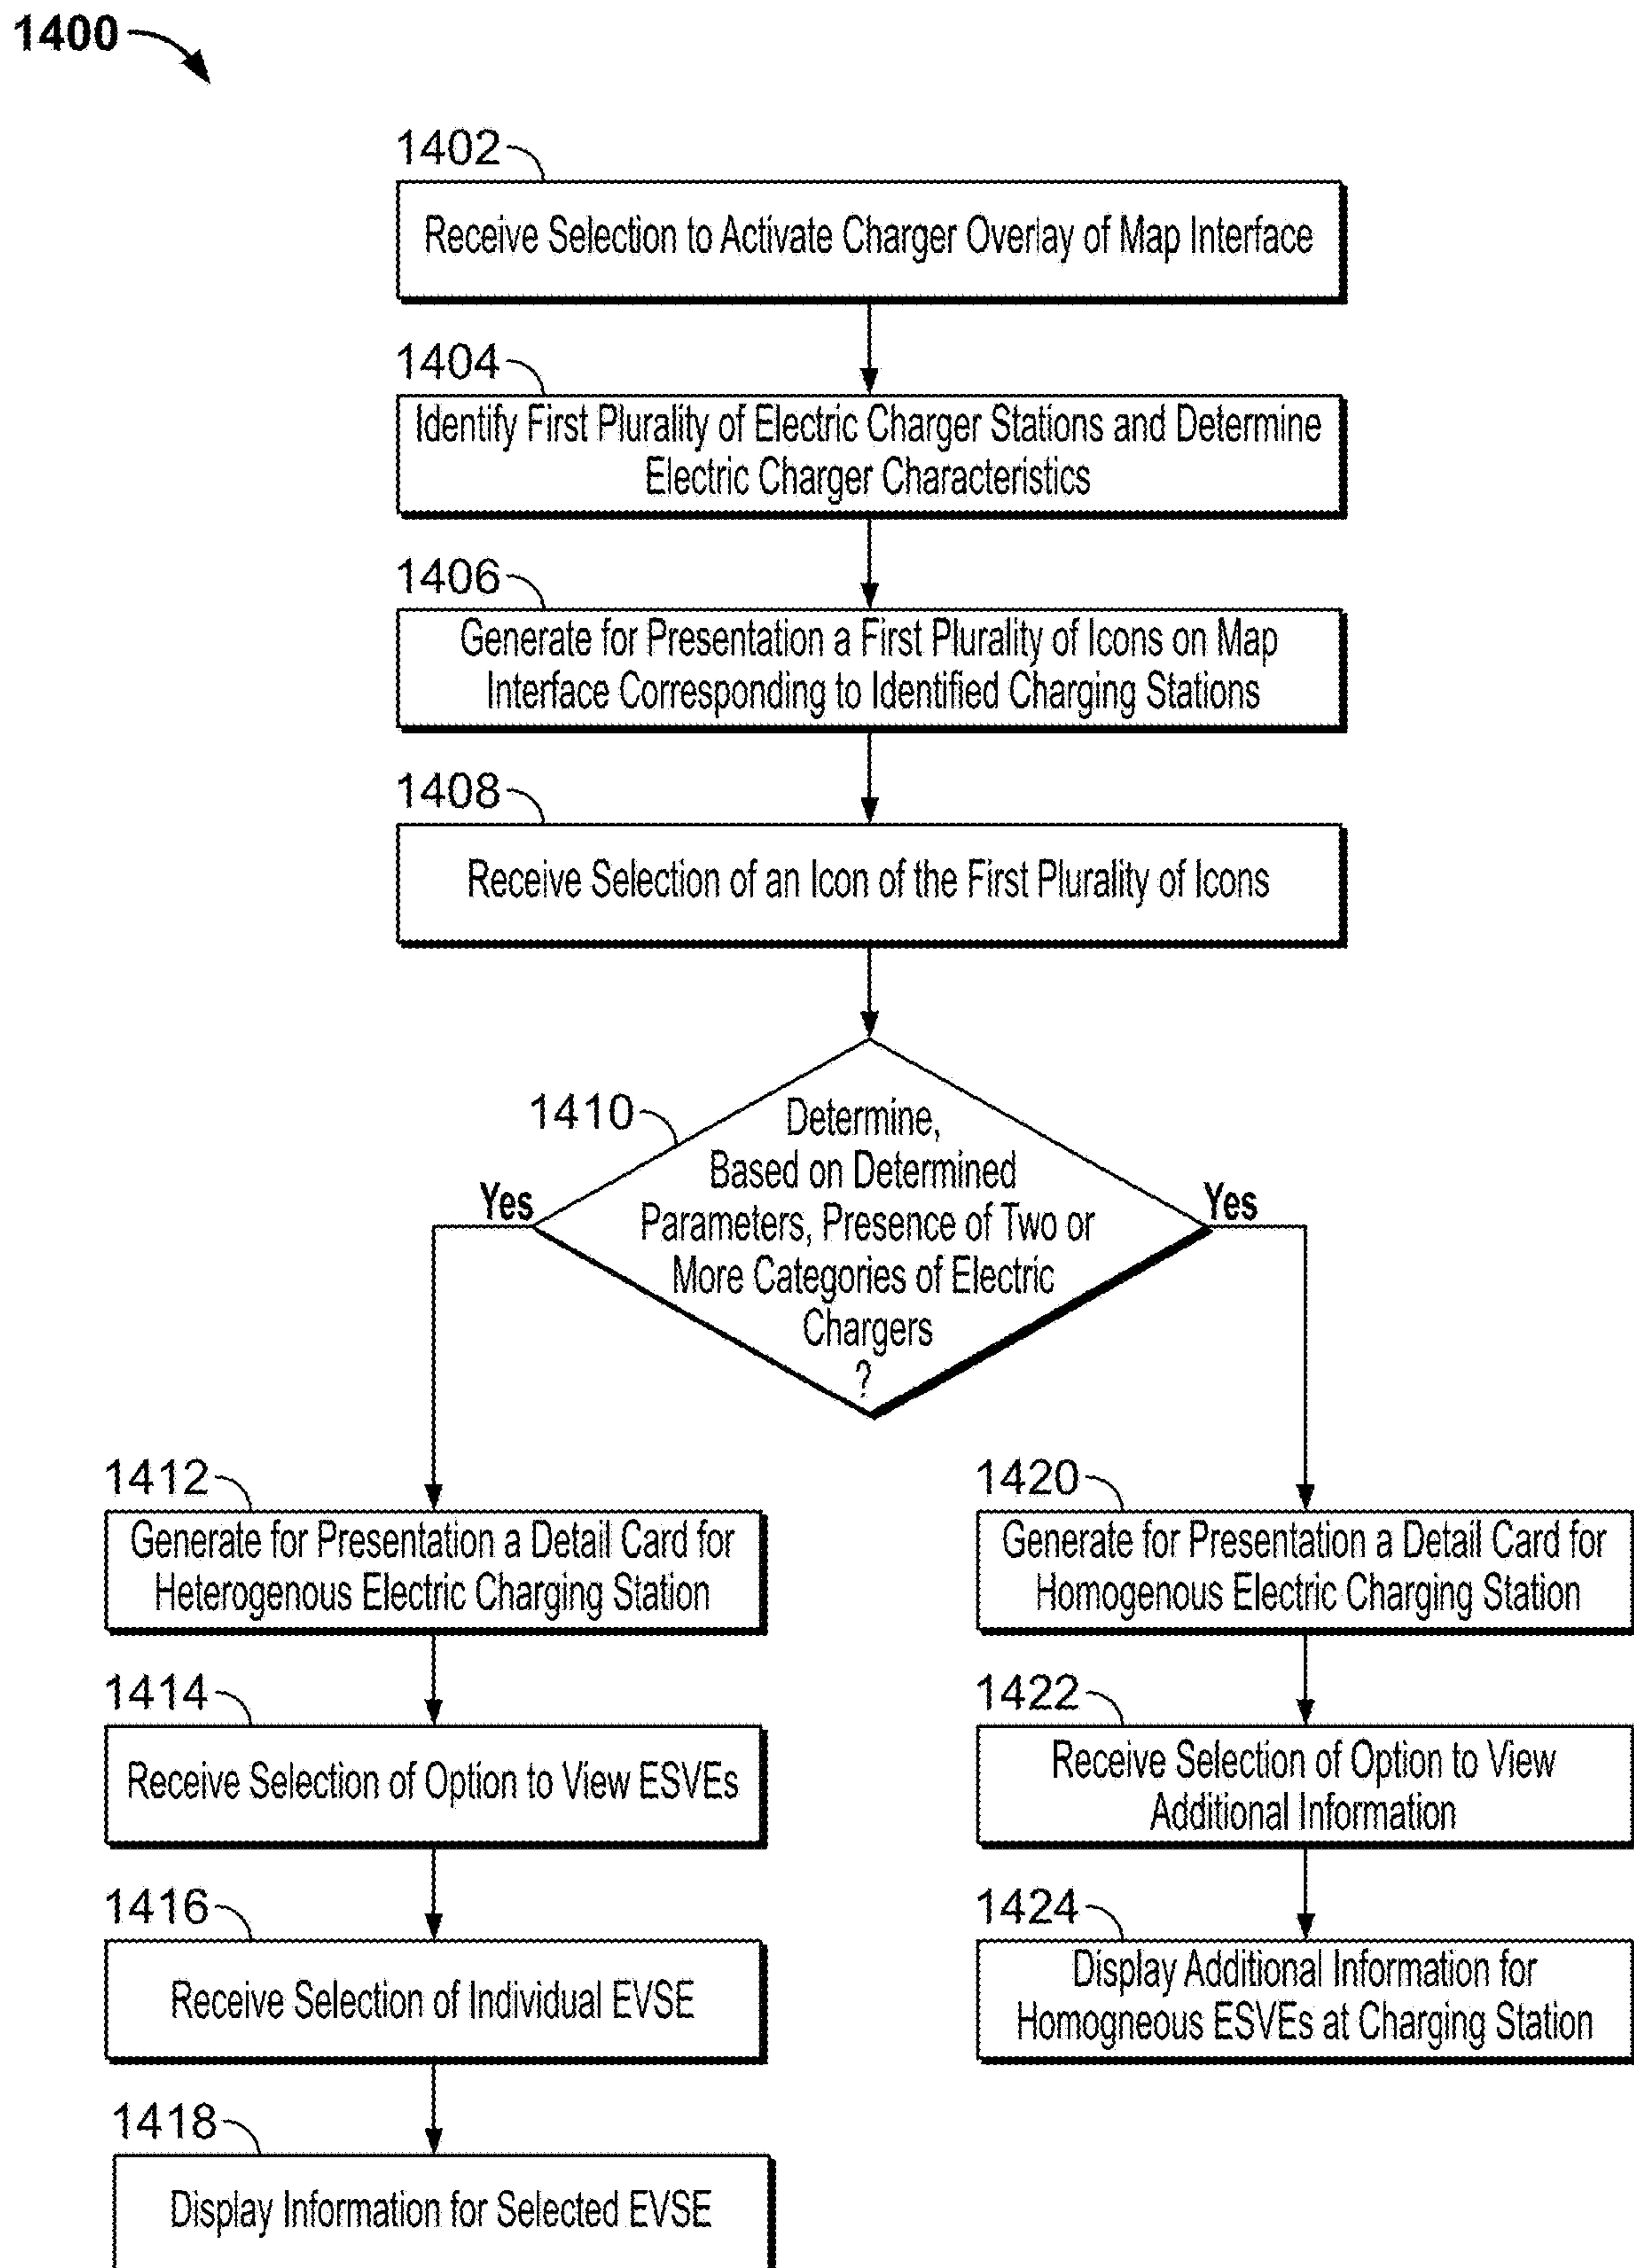 1400
1402
Receive Selection to Activate Charger Overlay of Map Interface
1404
Identify First Plurality of Electric Charger Stations and Determine
Electric Charger Characteristics
1406
Generate for Presentation a First Plurality of Icons on Map
Interface Corresponding to Identified Charging Stations
1408
Receive Selection of an Icon of the First Plurality of Icons
1410
Determine,
Based on Determined
Parameters, Presence of Two or
More Categories of Electric
Chargers
?
Yes
Yes
1412
Generate for Presentation a Detail Card for
Heterogenous Electric Charging Station
1414
Receive Selection of Option to View ESVEs
1416
Receive Selection of Individual EVSE
1418
Display Information for Selected EVSE
1420
Generate for Presentation a Detail Card for
Homogenous Electric Charging Station
1422
Receive Selection of Option to View
Additional Information
1424
Display Additional Information for
Homogneous ESVEs at Charging Station